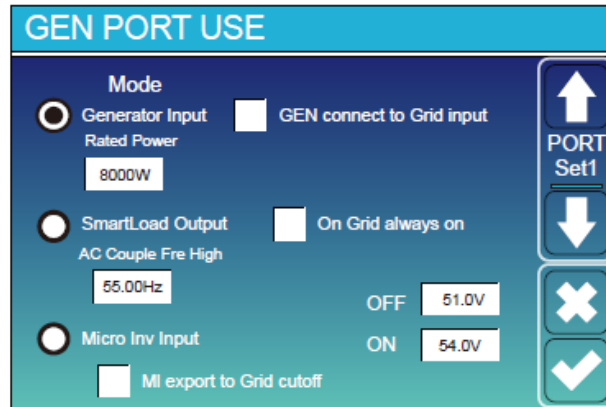 GEN PORT USE
Mode
Generator Input
GEN connect to Grid input
Rated Power
8000W
SmartLoad Output
On Grid always on
AC Couple Fre High
55.00Hz
OFF
51.0V
Micro Inv Input
ON
54.0V
MI export to Grid cutoff
PORT
Set1